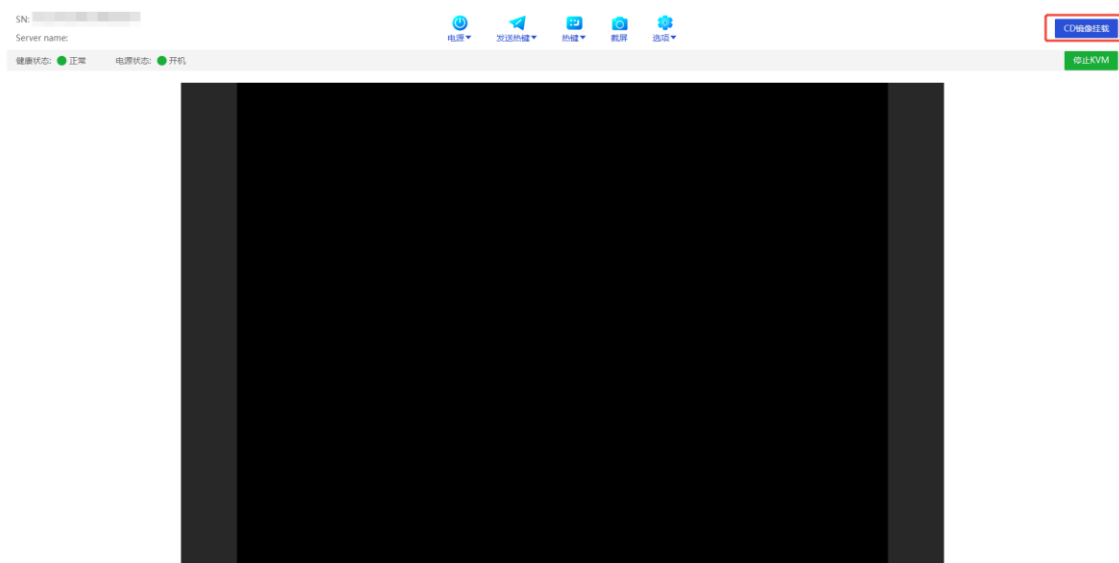 SN:
Server name:
电源
发送热键
热键
截屏
选项
CD镜像挂载
健康状态: 正常
电源状态: 开机
停止KVM